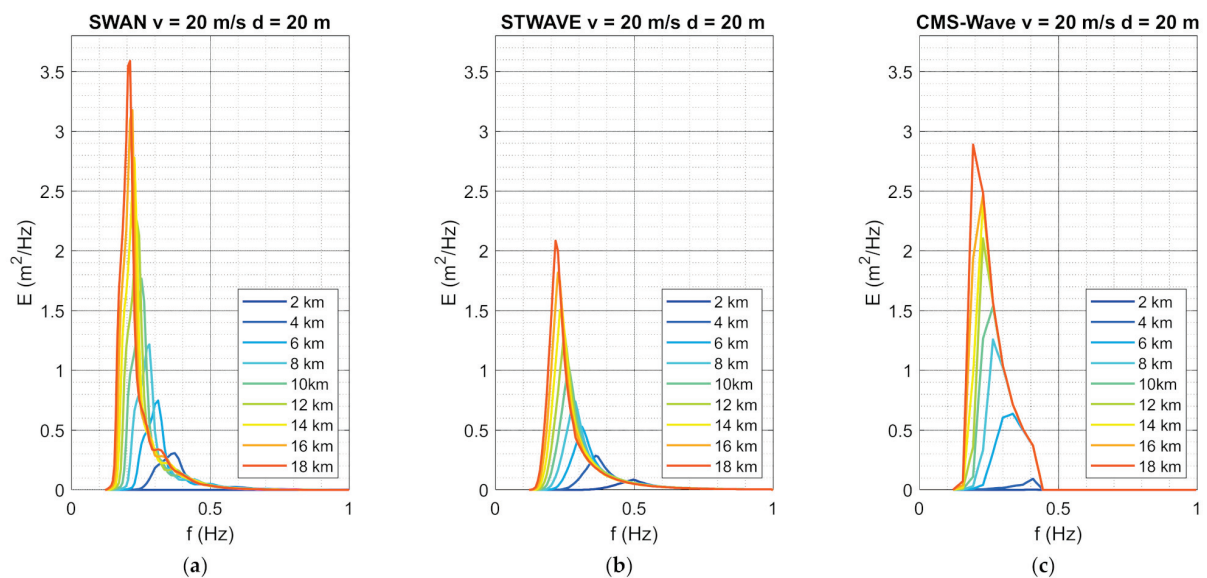 SWAN v = 20 m/s d = 20 m
3.5
3
2.5
2
1.5
1
0.5
0
E (m²/Hz)
2 km
4 km
6 km
8 km
10km
12 km
14 km
16 km
18 km
0
0.5
1
f (Hz)
(a)
STWAVE v = 20 m/s d = 20 m
3.5
3
2.5
2
1.5
1
0.5
0
E (m²/Hz)
2 km
4 km
6 km
8 km
10km
12 km
14 km
16 km
18 km
0
0.5
1
f (Hz)
(b)
CMS-Wave v = 20 m/s d = 20 m
3.5
3
2.5
2
1.5
1
0.5
0
E (m²/Hz)
2 km
4 km
6 km
8 km
10km
12 km
14 km
16 km
18 km
0
0.5
1
f (Hz)
(c)